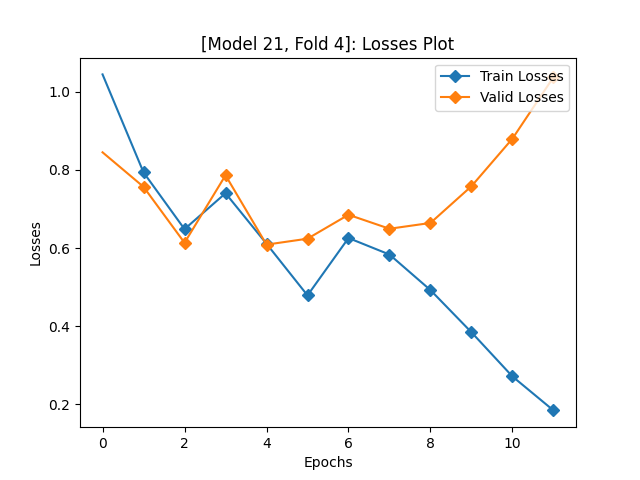 [Model 21, Fold 4]: Losses Plot
Train Losses
Valid Losses
1.0
0.8
0.6
0.4
0.2
Losses
0 2 4 6 8 10
Epochs